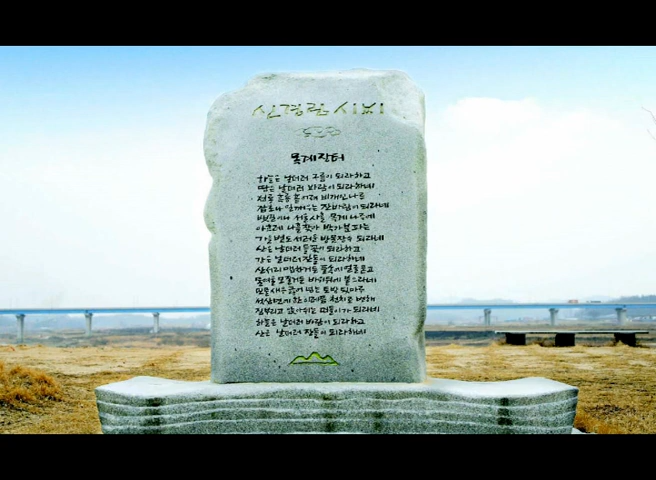 신경림 시비
목계장터
하늘은 날더러 구름이 되라하고
땅은 날더러 바람이 되라하네
청룡 흑룡 흩어져 비개인 나루
잡초나 일깨우는 잔바람이 되라네
뱃길이라 서울사흘 목계 나루에
아흐레 나흘찾아 박가분파는
가을볕도 서러운 방물장수 되라네
산은 날더러 들꽃이 되라하고
강은 날더러 잔돌이 되라하네
산서리 맵차거든 풀속에 얼굴묻고
물여울 모질거든 바위뒤에 붙으라네
민물새우 끓어 넘는 토방 툇마루
석삼년에 한이레쯤 천치로 변해
짐부리고 앉아쉬는 떠돌이가 되라네
하늘은 날더러 바람이 되라하고
산은 날더러 잔돌이 되라하네